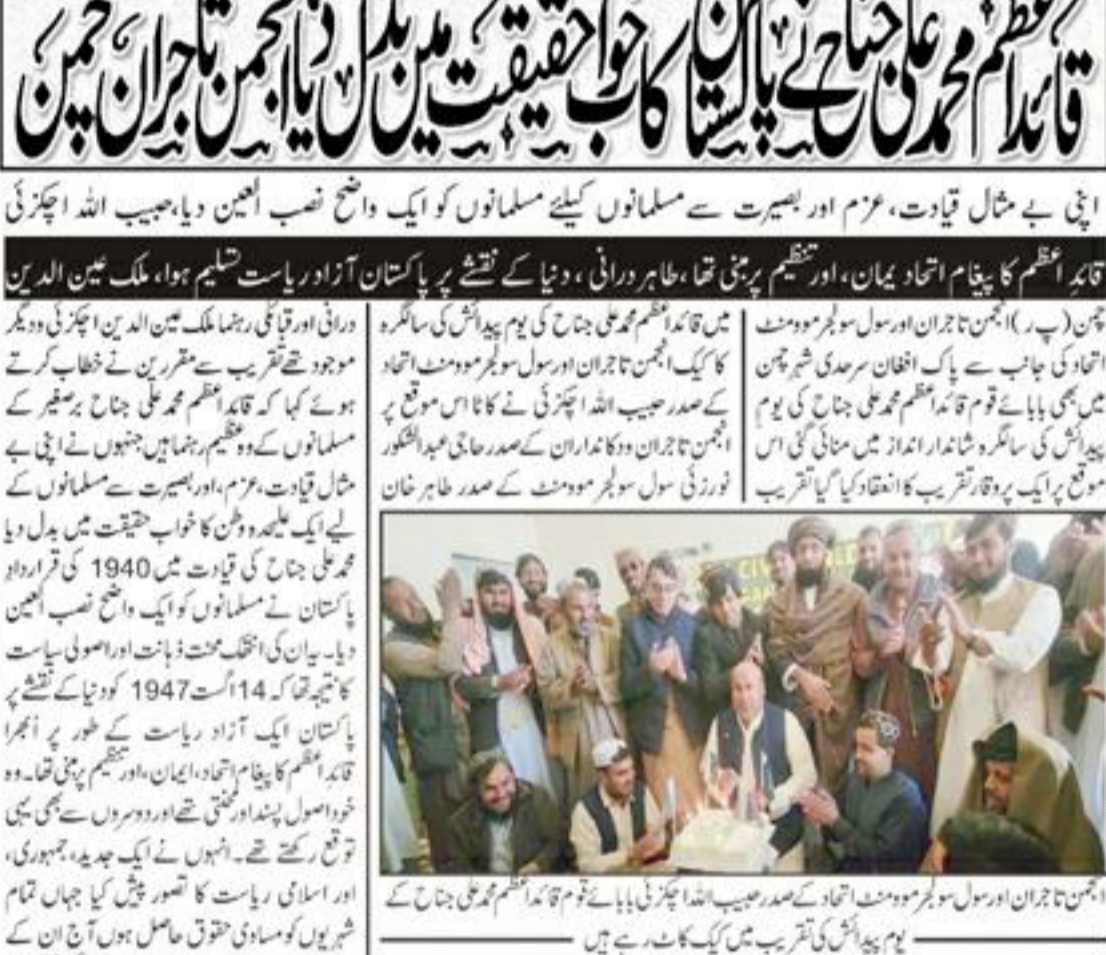 قائداعظم محمد علی جناح نے پاکستان کا خواب حقیقت میں بدل دیا انجمن تاجران چمن
اپنی بے مثال قیادت، عزم اور بصیرت سے مسلمانوں کیلئے مسلمانوں کو ایک واضح نصب العین دیا، حبیب اللہ اچکزئی
قائد اعظم کا پیغام اتحاد یمان، اور تنظیم پر مبنی تھا، طاہر درانی، دنیا کے نقشے پر پاکستان آزاد ریاست تسلیم ہوا، ملک عین الدین
چمن (پ ر) انجمن تاجران اور سول سولجر موومنٹ
اتحاد کی جانب سے پاک افغان سرحدی شہر چمن
میں بھی بابائے قوم قائداعظم محمد علی جناح کی یوم
پیدائش کی سالگرہ شاندار انداز میں منائی گئی اس
موقع پر ایک پروقار تقریب کا انعقاد کیا گیا تقریب
میں قائداعظم محمد علی جناح کی یوم پیدائش کی سالگرہ
کا کیک انجمن تاجران اور سول سولجر موومنٹ اتحاد
کے صدر حبیب اللہ اچکزئی نے کاٹا اس موقع پر
انجمن تاجران ودکانداران کے صدر حاجی عبدالشکور
نورزئی سول سولجر موومنٹ کے صدر طاہر خان
درانی اور قبائلی رہنما ملک عین الدین اچکزئی ودیگر
موجود تھے تقریب سے مقررین نے خطاب کرتے
ہوئے کہا کہ قائداعظم محمد علی جناح برصغیر کے
مسلمانوں کے وہ عظیم رہنما ہیں جنہوں نے اپنی بے
مثال قیادت، عزم، اور بصیرت سے مسلمانوں کے
لیے ایک علیحدہ وطن کا خواب حقیقت میں بدل دیا
محمد علی جناح کی قیادت میں 1940 کی قرارداد
پاکستان نے مسلمانوں کو ایک واضح نصب العین
دیا۔ یہ ان کی انتھک محنت ذہانت اور اصولی سیاست
کا نتیجہ تھا کہ 14 اگست 1947 کو دنیا کے نقشے پر
پاکستان ایک آزاد ریاست کے طور پر اُبھرا
قائداعظم کا پیغام اتحاد، ایمان، اور تنظیم پر مبنی تھا۔ وہ
خود اصول پسند اور محنتی تھے اور دوسروں سے بھی یہی
توقع رکھتے تھے۔ انہوں نے ایک جدید، جمہوری،
اور اسلامی ریاست کا تصور پیش کیا جہاں تمام
شہریوں کو مساوی حقوق حاصل ہوں آج ان کے
انجمن تاجران اور سول سولجر موومنٹ اتحاد کے صدر حبیب اللہ اچکزئی بابائے قوم قائداعظم محمد علی جناح کے
یوم پیدائش کی تقریب میں کیک کاٹ رہے ہیں